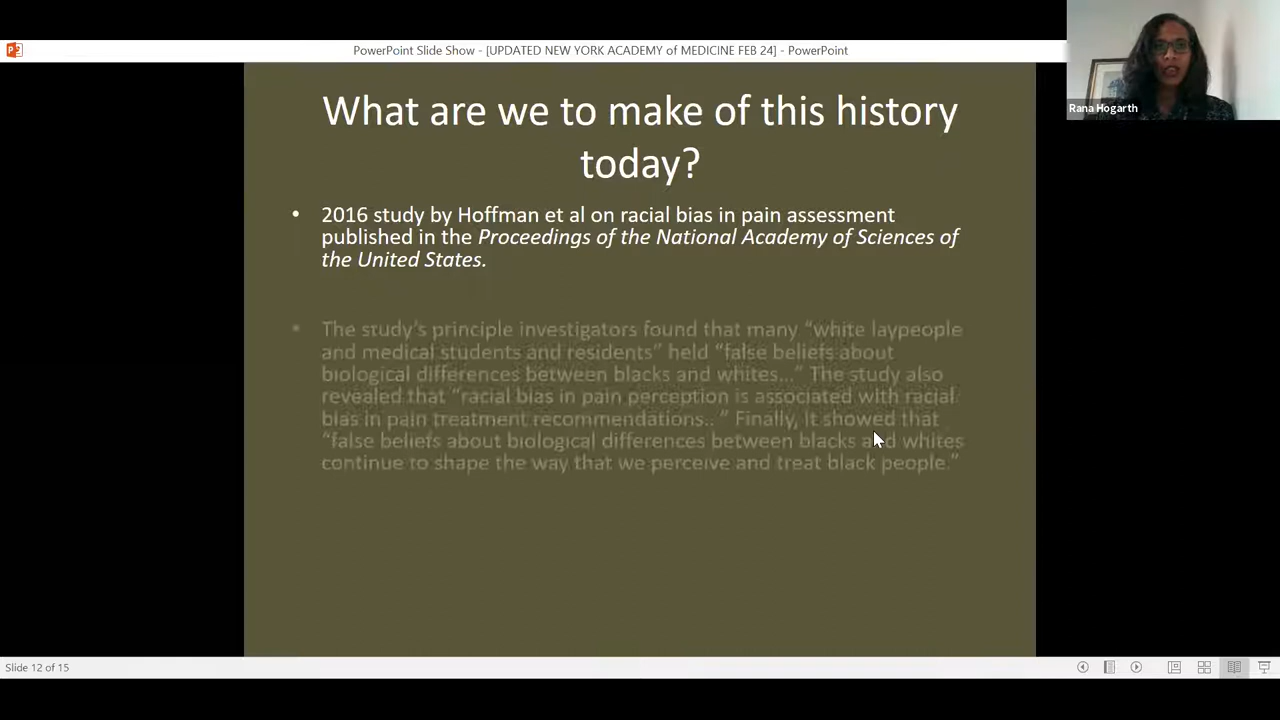 PowerPoint Slide Show - [UPDATED NEW YORK ACADEMY of MEDICINE FEB 24] - PowerPoint
Rana Hogarth
What are we to make of this history
today?
• 2016 study by Hoffman et al on racial bias in pain assessment
published in the Proceedings of the National Academy of Sciences of
the United States.
• The study's principle investigators found that many “white laypeople
and medical students and residents” held “false beliefs about
biological differences between blacks and whites...” The study also
revealed that “racial bias in pain perception is associated with racial
bias in pain treatment recommendations.. ” Finally, it showed that
“false beliefs about biological differences between blacks and whites
continue to shape the way that we perceive and treat black people.”
Slide 12 of 15